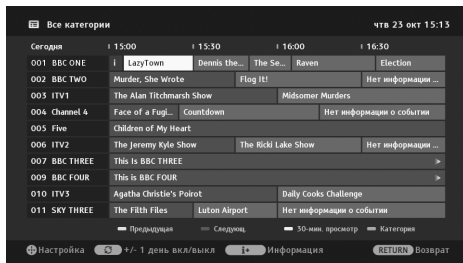 Все категории чтв 23 окт 15:13
Сегодня 15:00 15:30 16:00 16:30
001 BBC ONE i LazyTown Dennis the... The Se... Raven Election
002 BBC TWO Murder, She Wrote Flog It! Нет информации ...
003 ITV1 The Alan Titchmarsh Show Midsomer Murders
004 Channel 4 Face of a Fugi... Countdown Нет информации о событии
005 Five Children of My Heart
006 ITV2 The Jeremy Kyle Show The Ricki Lake Show Нет информации ...
007 BBC THREE This Is BBC THREE
009 BBC FOUR This is BBC FOUR
010 ITV3 Agatha Christie's Poirot Daily Cooks Challenge
011 SKY THREE The Filth Files Luton Airport Нет информации о событии
Предыдущая Следующ. 30-мин. просмотр Категория
Настройка +/- 1 день вкл/выкл i+ Информация RETURN Возврат